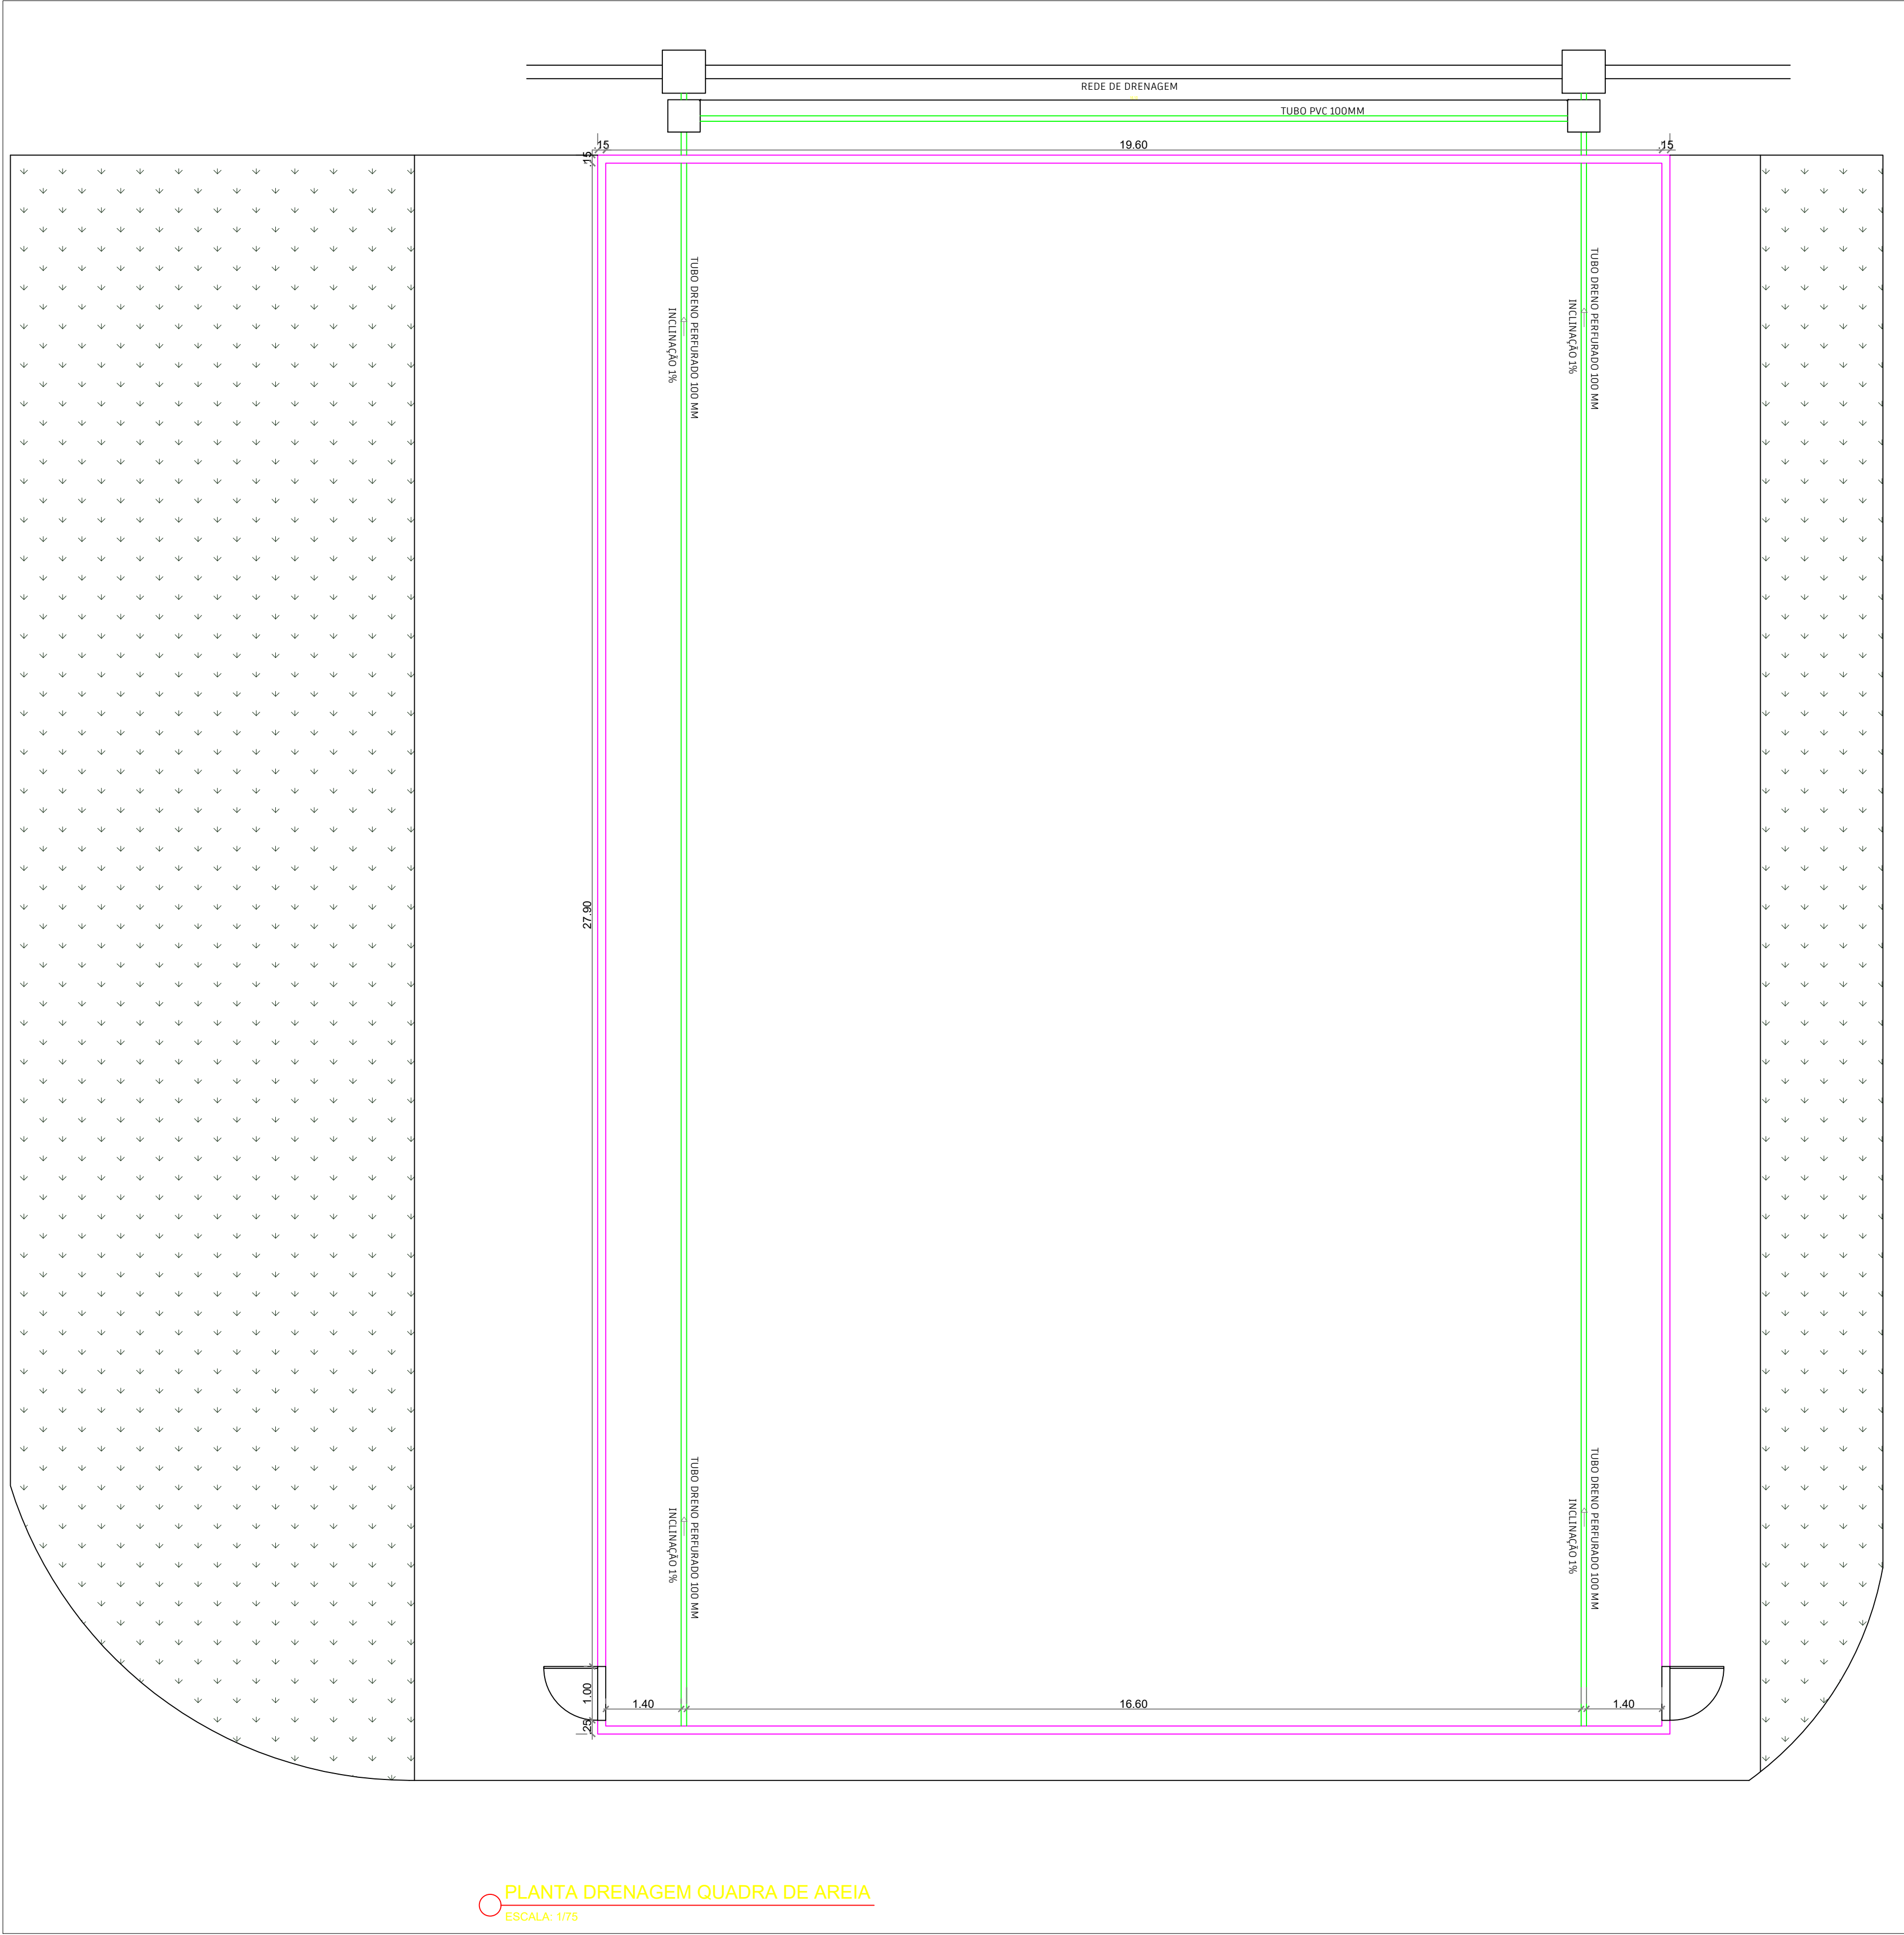 REDE DE DRENAGEM
TUBO PVC 100MM
.15
19.60
.15
.15
TUBO DRENO PERFURADO 100 MM
INCLINAÇÃO 1%
TUBO DRENO PERFURADO 100 MM
INCLINAÇÃO 1%
27.90
TUBO DRENO PERFURADO 100 MM
INCLINAÇÃO 1%
TUBO DRENO PERFURADO 100 MM
INCLINAÇÃO 1%
1.00
1.40
16.60
1.40
.25
PLANTA DRENAGEM QUADRA DE AREIA
ESCALA: 1/75